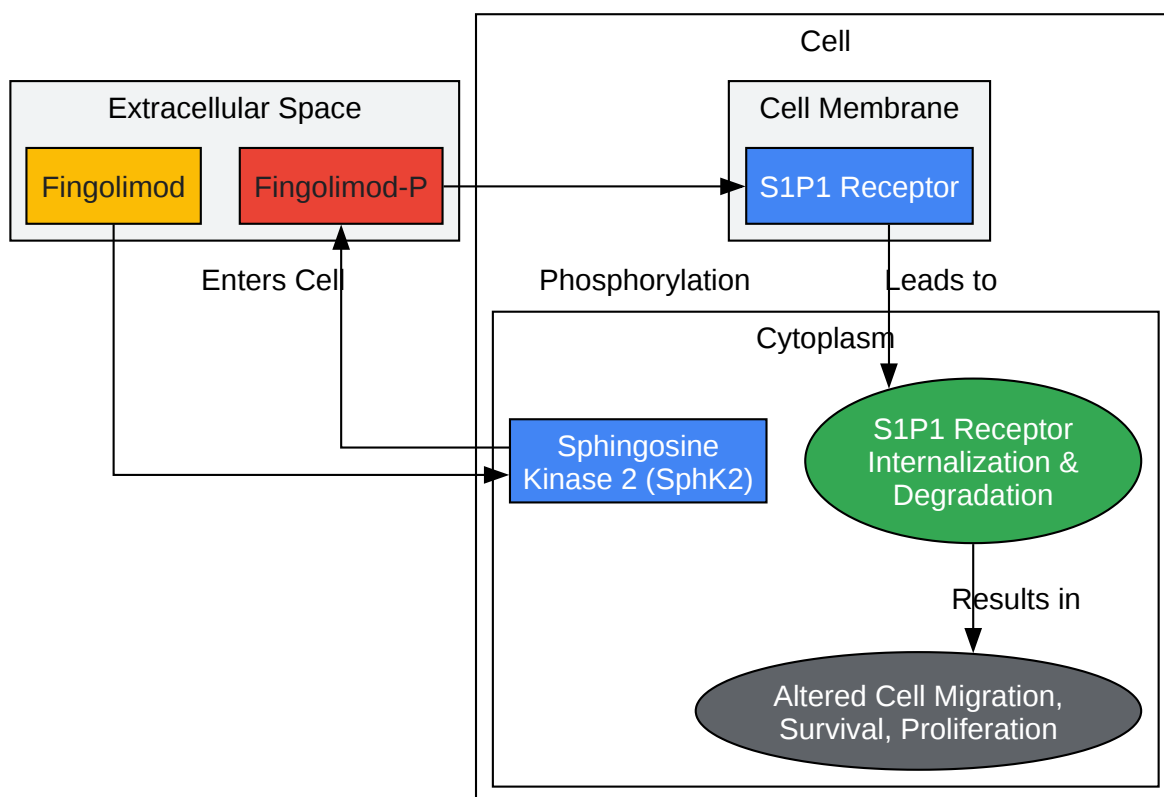 Cell
Extracellular Space
Cell Membrane
Fingolimod
Fingolimod-P
S1P1 Receptor
Enters Cell
Phosphorylation
Leads to
Cytoplasm
Sphingosine
Kinase 2 (SphK2)
S1P1 Receptor
Internalization &
Degradation
Results in
Altered Cell Migration,
Survival, Proliferation